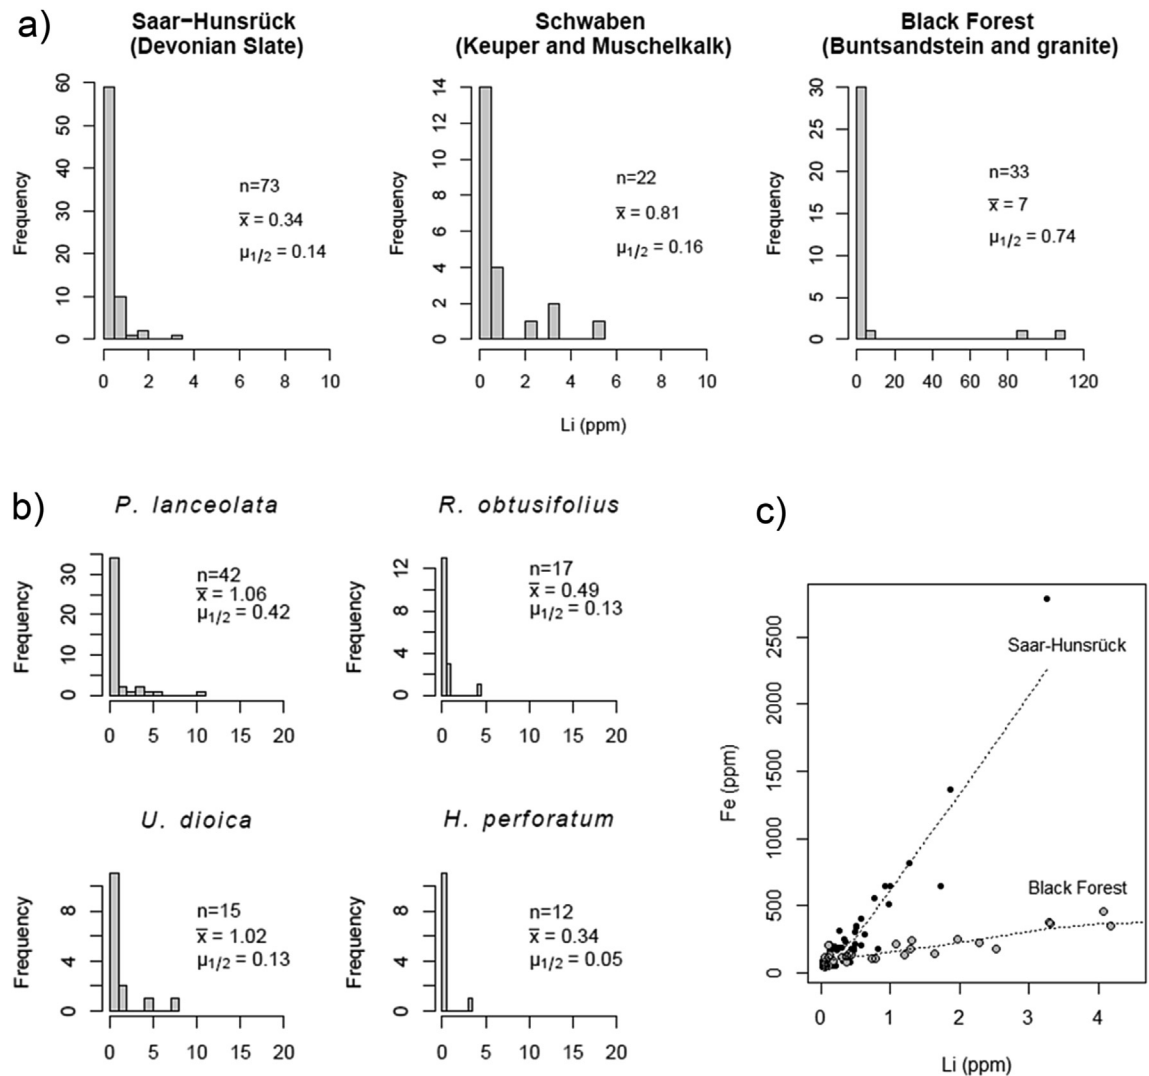 a)
Saar-Hunsrück
(Devonian Slate)
Schwaben
(Keuper and Muschelkalk)
Black Forest
(Buntsandstein and granite)
Frequency
0 10 20 30 40 50 60
n=73
x̅ = 0.34
μ1/2 = 0.14
0 2 4 6 8 10
Frequency
0 2 4 6 8 10 12 14
n=22
x̅ = 0.81
μ1/2 = 0.16
0 2 4 6 8 10
Frequency
0 5 10 15 20 25 30
n=33
x̅ = 7
μ1/2 = 0.74
0 20 40 60 80 120
Li (ppm)
b)
P. lanceolata
Frequency
0 10 20 30
n=42
x̅ = 1.06
μ1/2 = 0.42
0 5 10 15 20
R. obtusifolius
Frequency
0 4 8 12
n=17
x̅ = 0.49
μ1/2 = 0.13
0 5 10 15 20
U. dioica
Frequency
0 4 8
n=15
x̅ = 1.02
μ1/2 = 0.13
0 5 10 15 20
H. perforatum
Frequency
0 4 8
n=12
x̅ = 0.34
μ1/2 = 0.05
0 5 10 15 20
c)
Fe (ppm)
0 500 1000 1500 2000 2500
Saar-Hunsrück
Black Forest
0 1 2 3 4
Li (ppm)